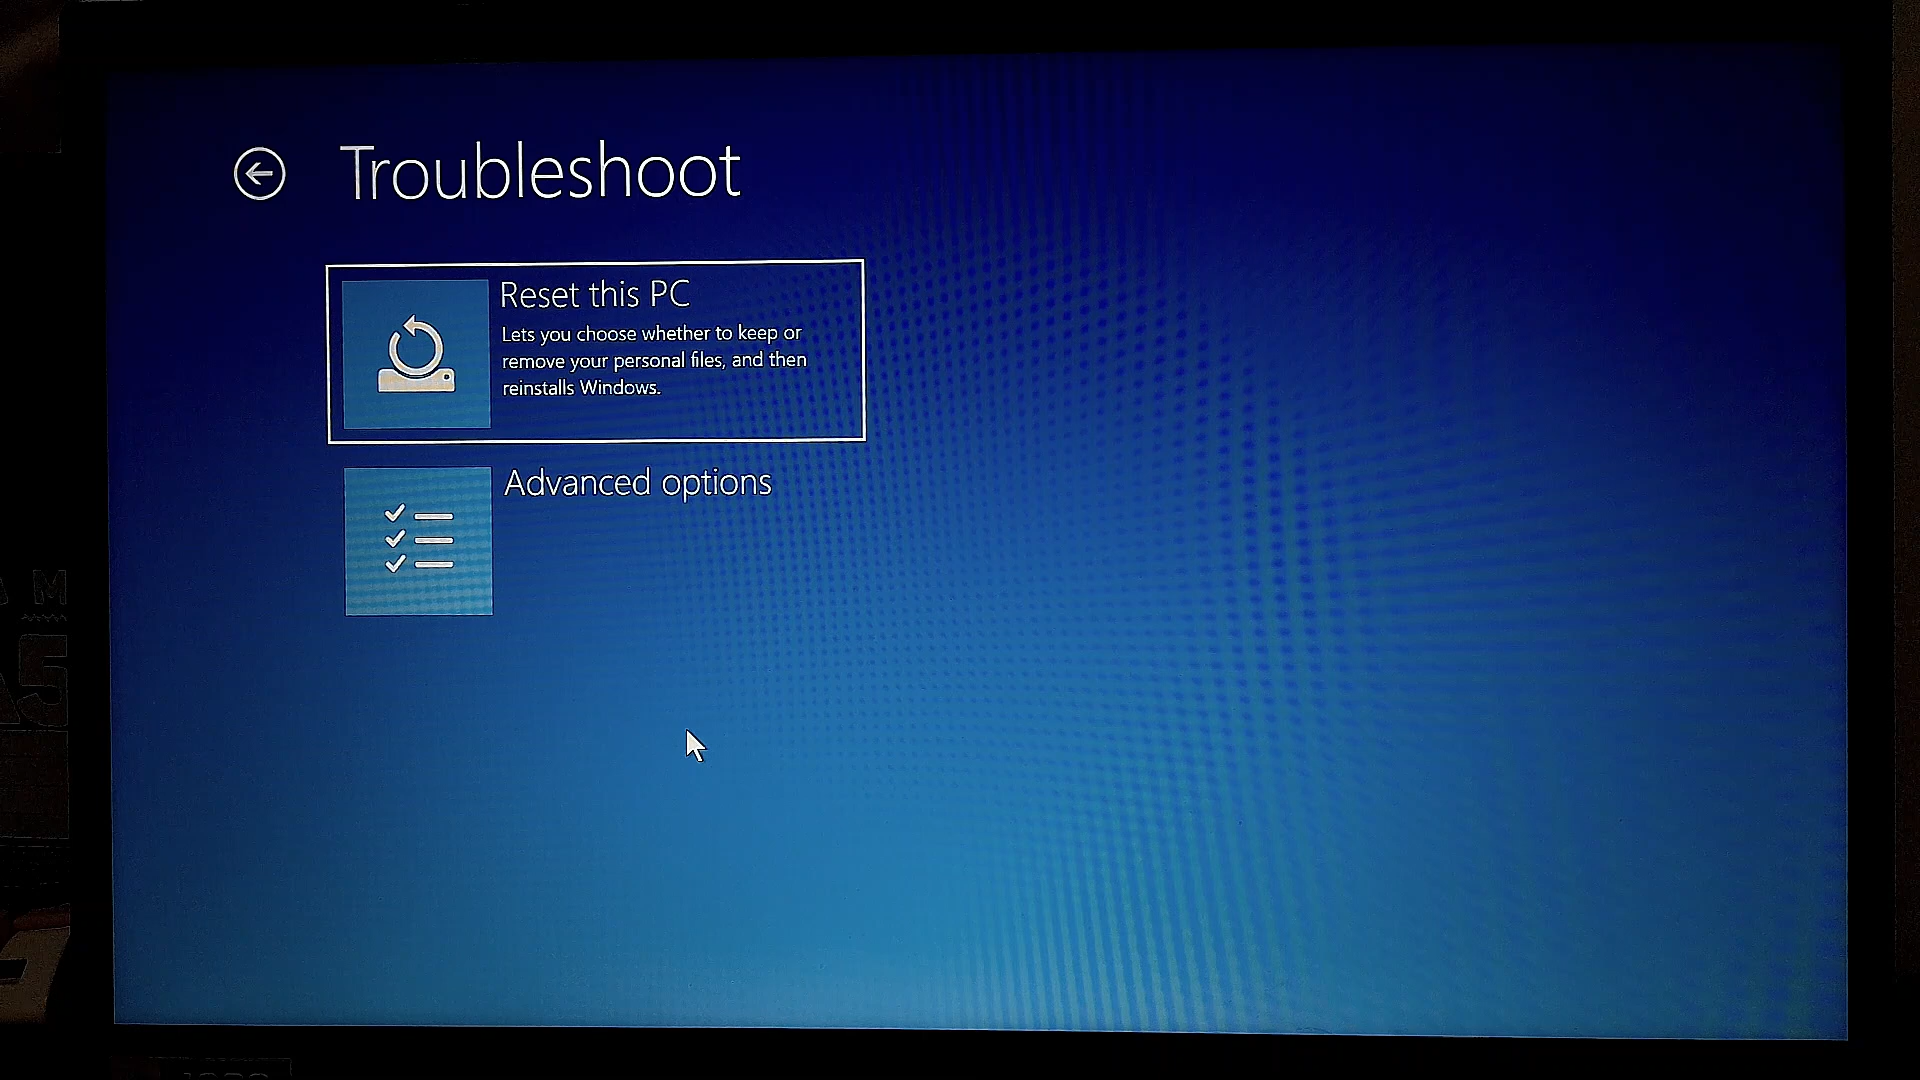 Troubleshoot
Reset this PC
Lets you choose whether to keep or
remove your personal files, and then
reinstalls Windows.
Advanced options